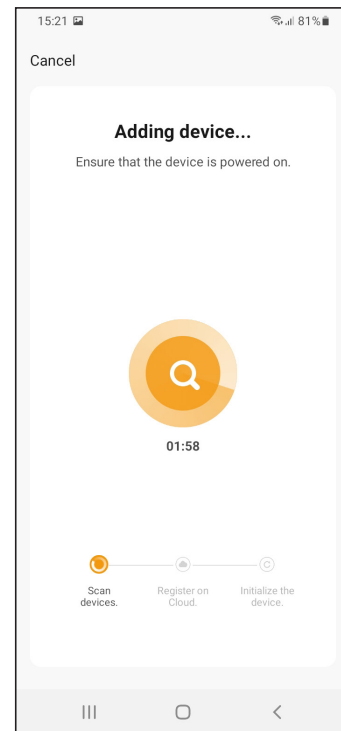 15:21 81%
Cancel
Adding device...
Ensure that the device is powered on.
01:58
Scan
devices.
Register on
Cloud.
Initialize the
device.